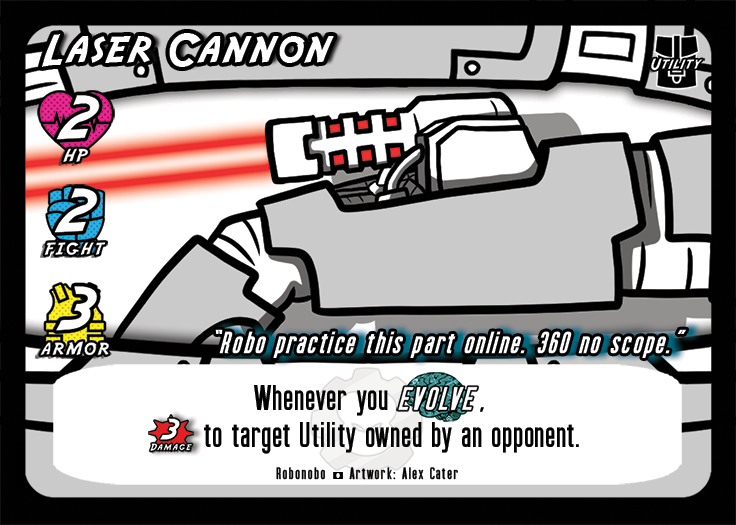 Laser Cannon
Utility
2
HP
2
Fight
3
Armor
"Robo practice this part online. 360 no scope."
Whenever you EVOLVE,
3 DAMAGE to target Utility owned by an opponent.
Robonobo Artwork: Alex Cater